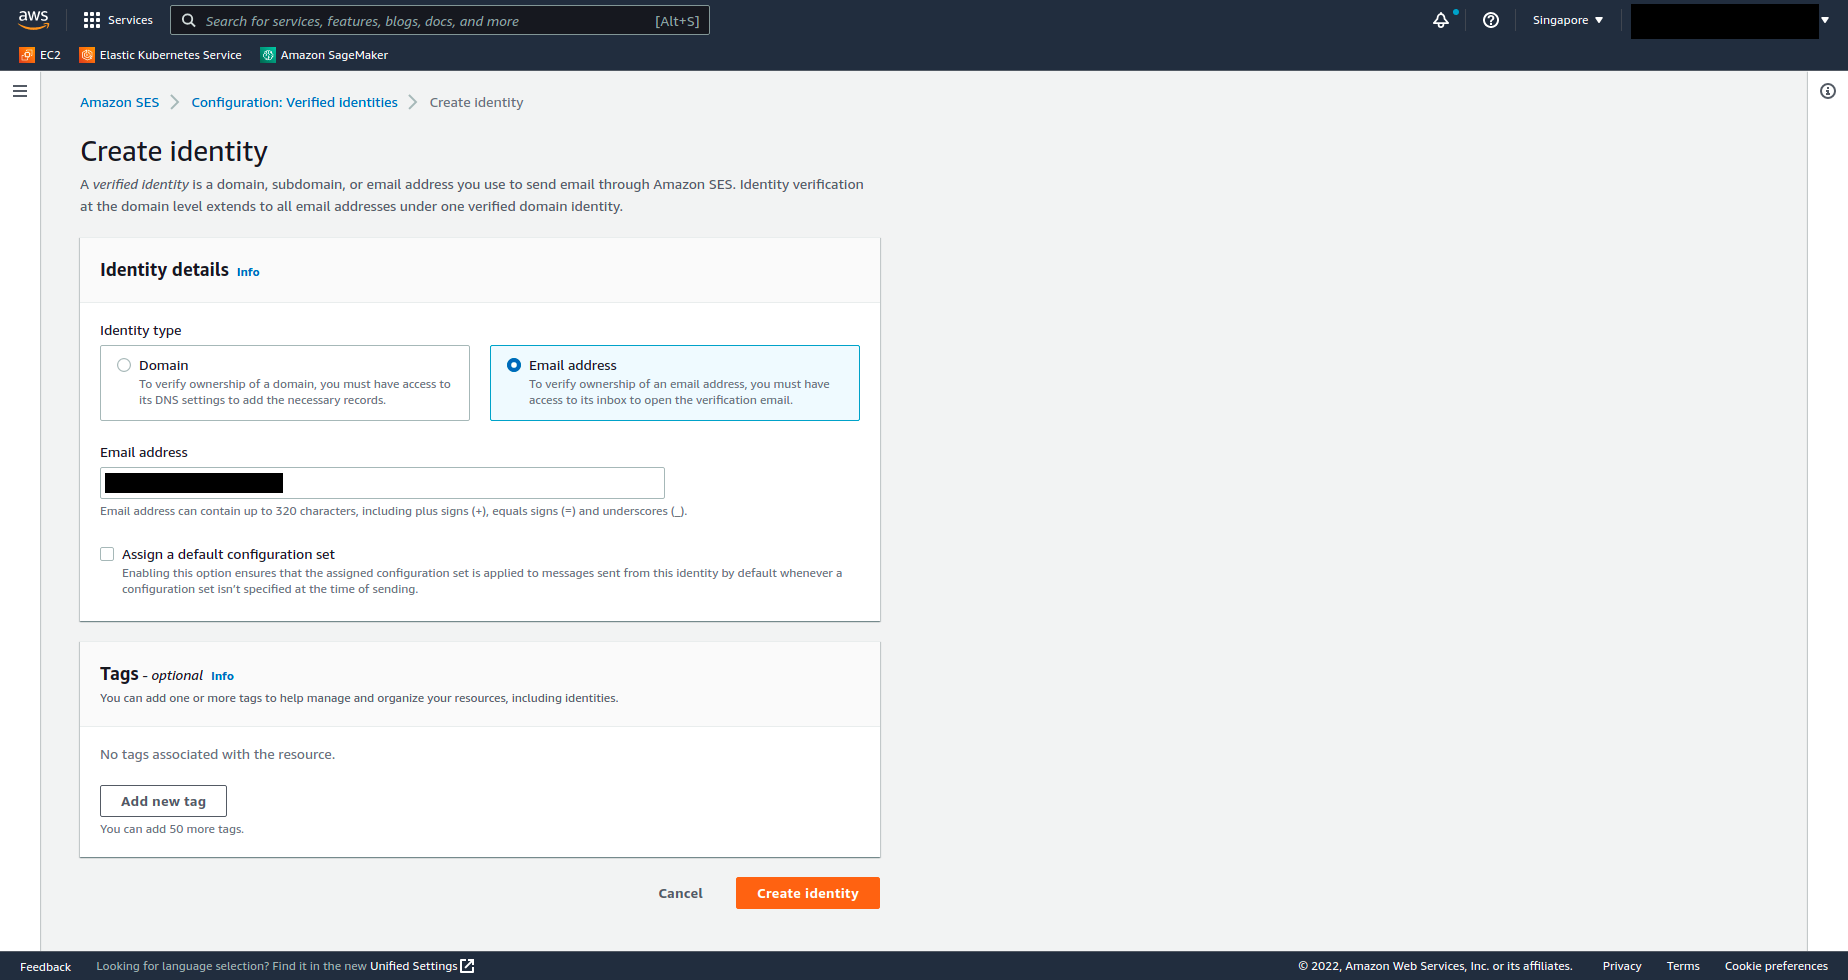 aws
Services
Search for services, features, blogs, docs, and more
[Alt+S]
Singapore
EC2
Elastic Kubernetes Service
Amazon SageMaker
Amazon SES
Configuration: Verified identities
Create identity
Create identity
A verified identity is a domain, subdomain, or email address you use to send email through Amazon SES. Identity verification
at the domain level extends to all email addresses under one verified domain identity.
Identity details Info
Identity type
Domain
To verify ownership of a domain, you must have access to
its DNS settings to add the necessary records.
Email address
To verify ownership of an email address, you must have
access to its inbox to open the verification email.
Email address
Email address can contain up to 320 characters, including plus signs (+), equals signs (=) and underscores (_).
Assign a default configuration set
Enabling this option ensures that the assigned configuration set is applied to messages sent from this identity by default whenever a
configuration set isn't specified at the time of sending.
Tags - optional Info
You can add one or more tags to help manage and organize your resources, including identities.
No tags associated with the resource.
Add new tag
You can add 50 more tags.
Cancel
Create identity
Feedback
Looking for language selection? Find it in the new Unified Settings
© 2022, Amazon Web Services, Inc. or its affiliates.
Privacy
Terms
Cookie preferences